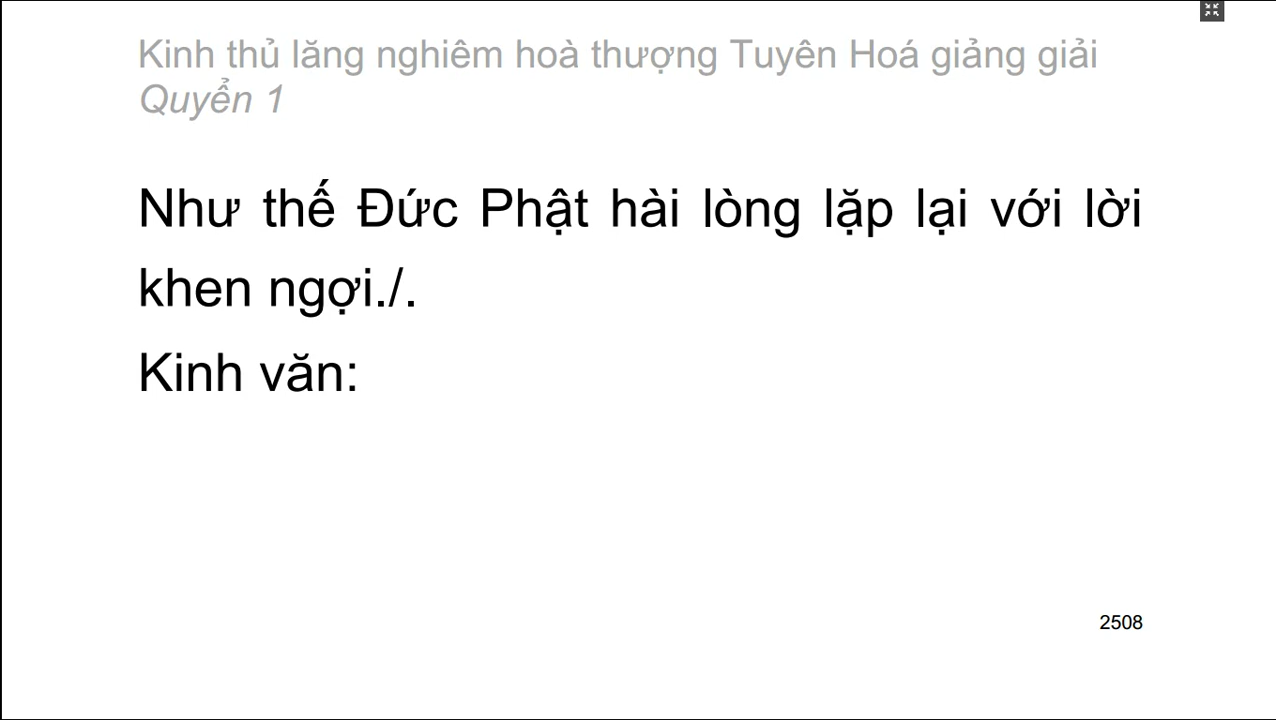 Kinh thủ lăng nghiêm hoà thượng Tuyên Hoá giảng giải
Quyển 1
Như thế Đức Phật hài lòng lặp lại với lời
khen ngợi./.
Kinh văn:
2508